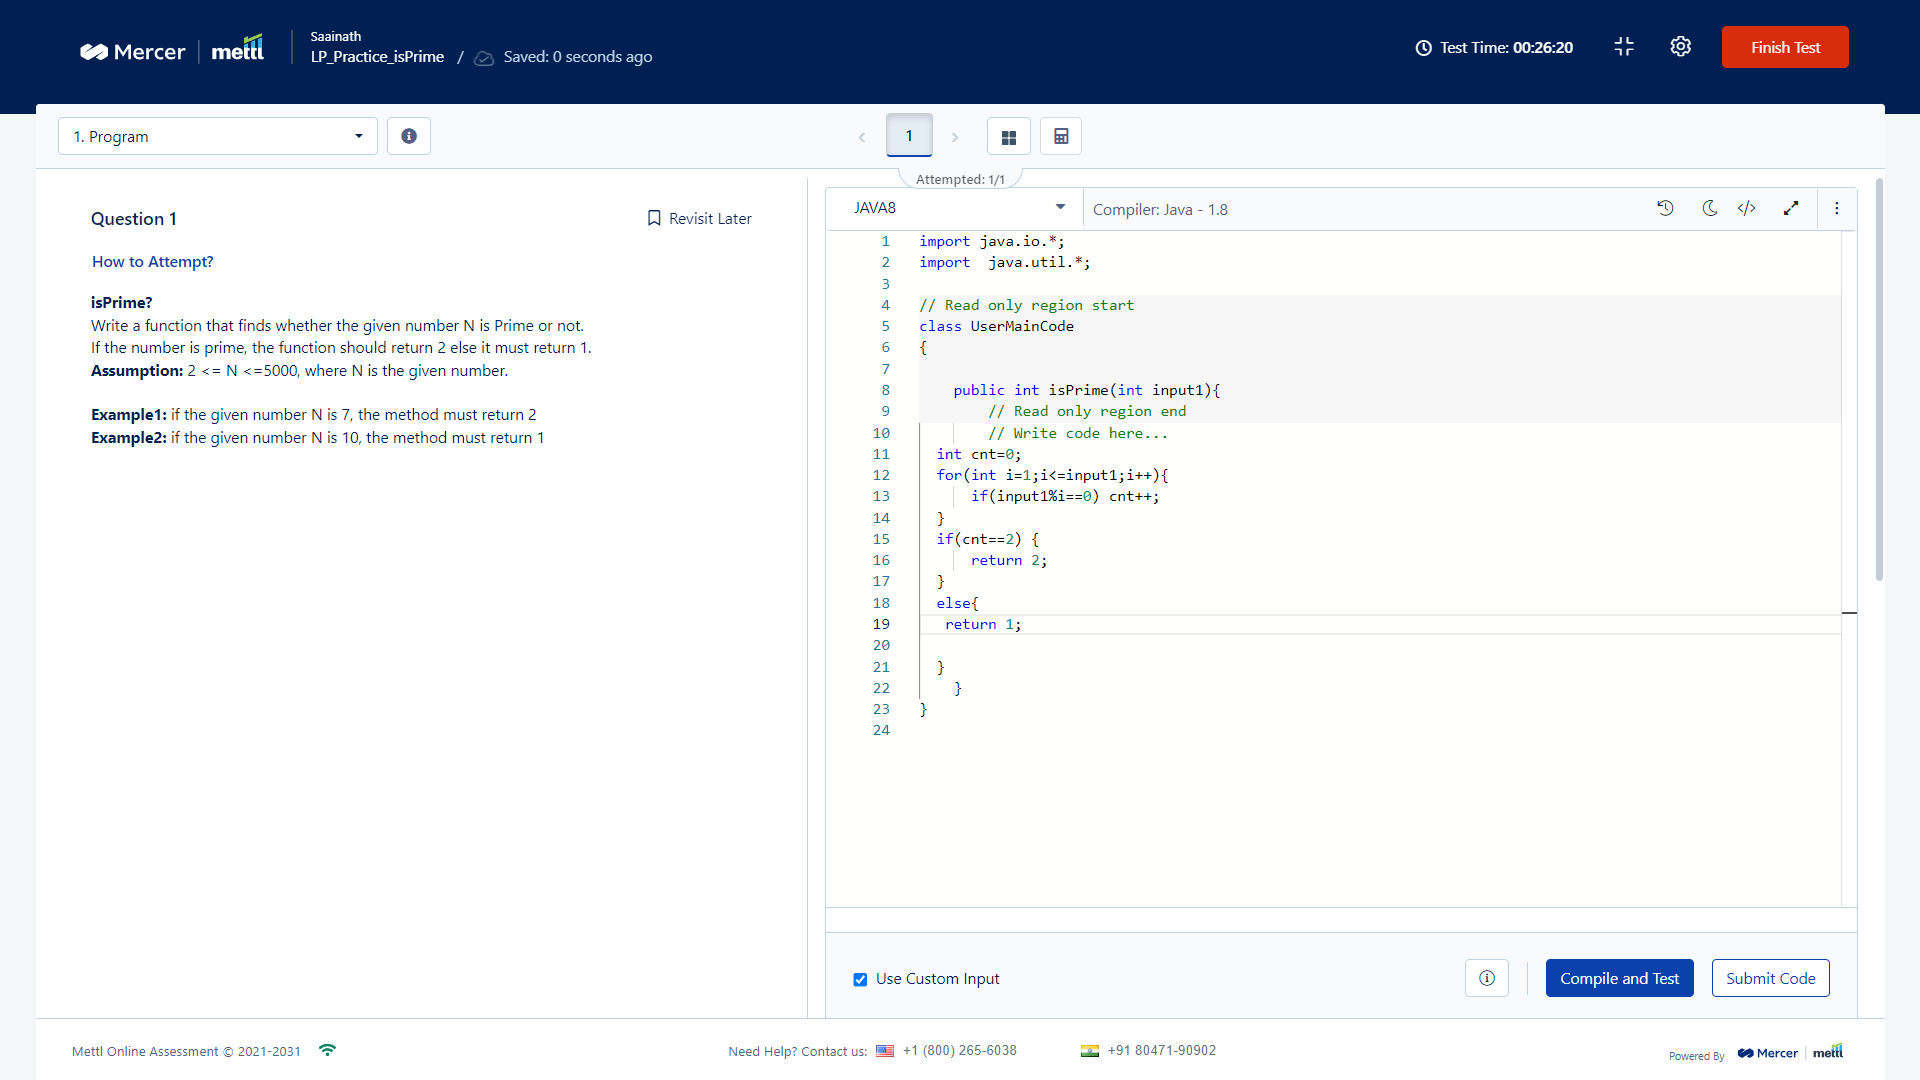 Mercer mettl
Saainath
LP_Practice_isPrime / Saved: 0 seconds ago
Test Time: 00:26:20
Finish Test
1. Program
1
Attempted: 1/1
Question 1
Revisit Later
How to Attempt?
isPrime?
Write a function that finds whether the given number N is Prime or not.
If the number is prime, the function should return 2 else it must return 1.
Assumption: 2 <= N <=5000, where N is the given number.
Example1: if the given number N is 7, the method must return 2
Example2: if the given number N is 10, the method must return 1
JAVA8
Compiler: Java - 1.8
1 import java.io.*;
2 import  java.util.*;
3
4 // Read only region start
5 class UserMainCode
6 {
7
8     public int isPrime(int input1){
9         // Read only region end
10         // Write code here...
11   int cnt=0;
12   for(int i=1;i<=input1;i++){
13       if(input1%i==0) cnt++;
14   }
15   if(cnt==2) {
16       return 2;
17   }
18   else{
19    return 1;
20
21   }
22     }
23 }
24
Use Custom Input
Compile and Test
Submit Code
Mettl Online Assessment © 2021-2031
Need Help? Contact us: +1 (800) 265-6038
+91 80471-90902
Powered By Mercer mettl